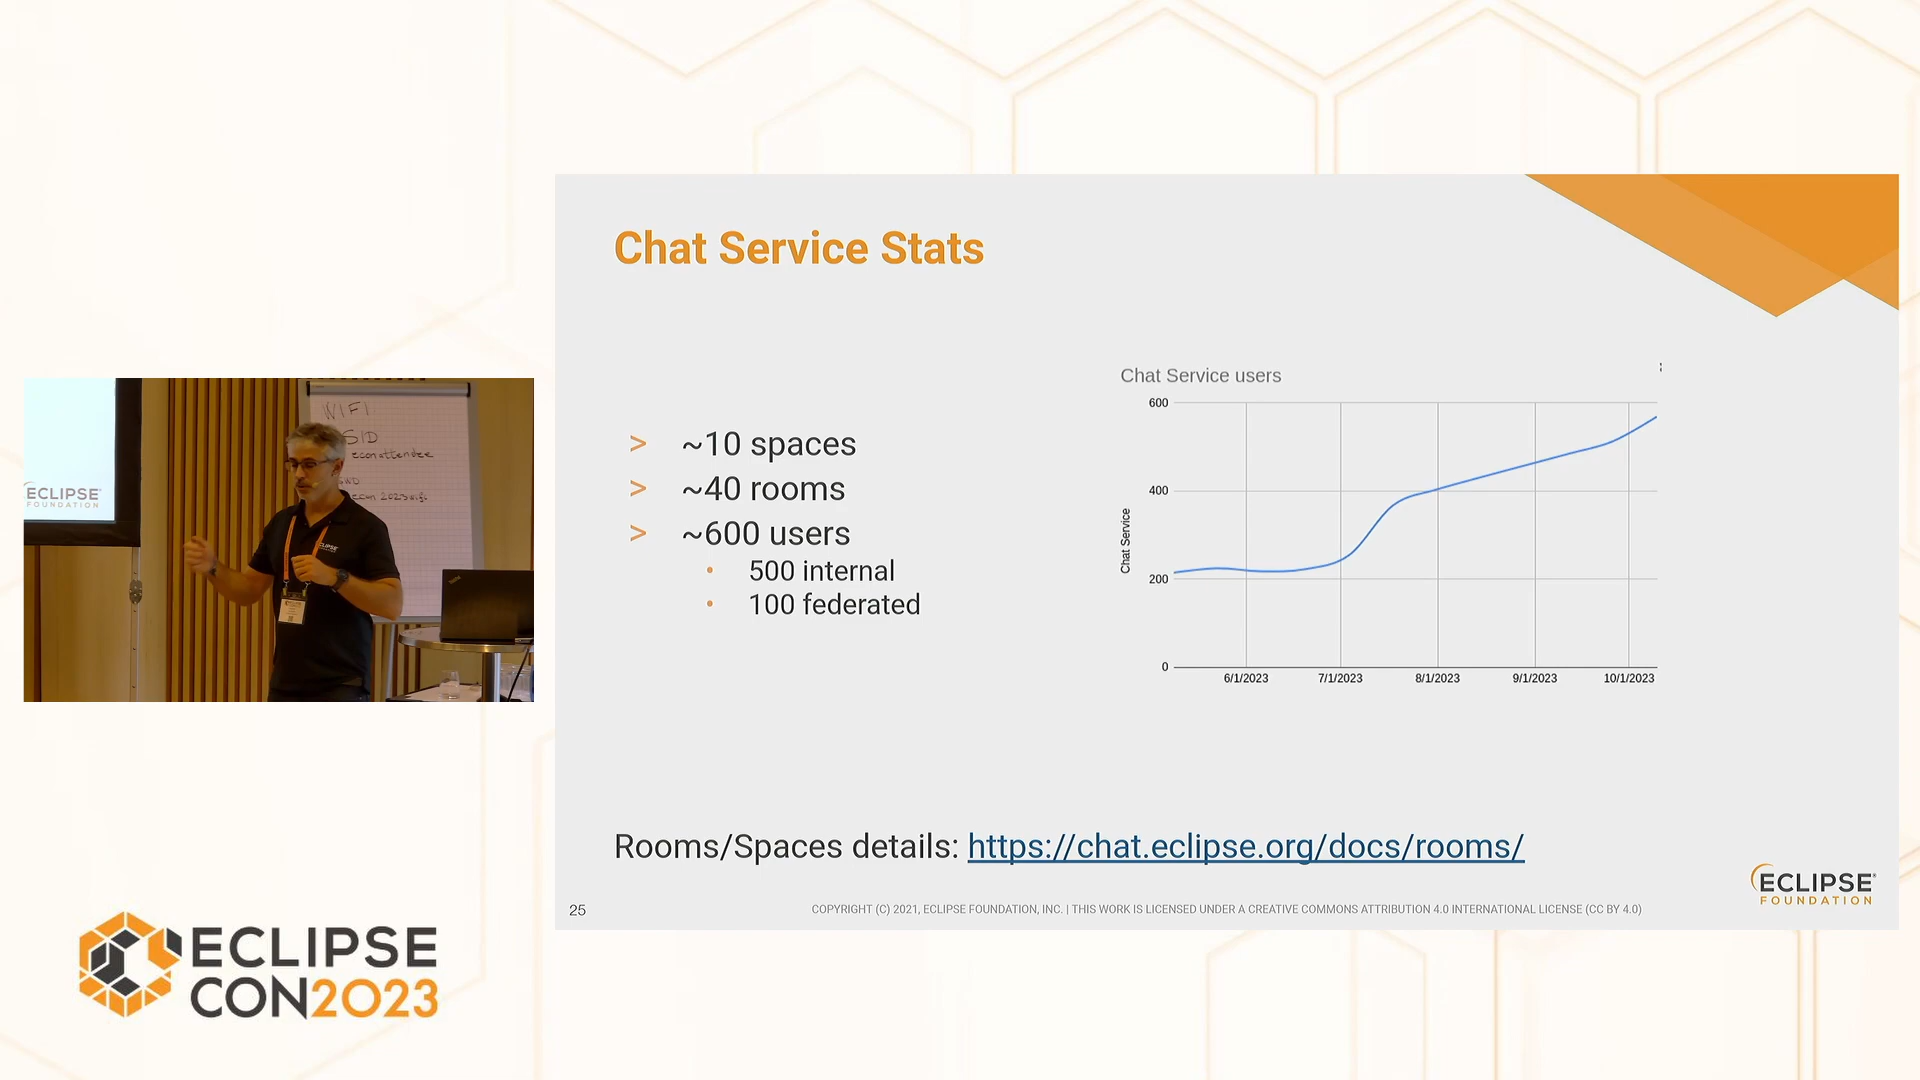 Chat Service Stats
> ~10 spaces
> ~40 rooms
> ~600 users
• 500 internal
• 100 federated
Chat Service users
Chat Service
600
400
200
0
6/1/2023 7/1/2023 8/1/2023 9/1/2023 10/1/2023
Rooms/Spaces details: https://chat.eclipse.org/docs/rooms/
25
COPYRIGHT (C) 2021, ECLIPSE FOUNDATION, INC. | THIS WORK IS LICENSED UNDER A CREATIVE COMMONS ATTRIBUTION 4.0 INTERNATIONAL LICENSE (CC BY 4.0)
ECLIPSE
FOUNDATION
WIFI
SID
econattendee
ECLIPSE
FOUNDATION
ECLIPSE
CON2023